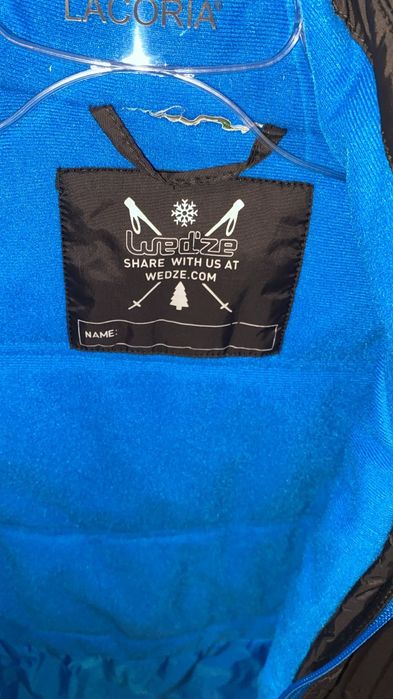 LACORIA®
Wed'ze
SHARE WITH US AT
WEDZE.COM
NAME: